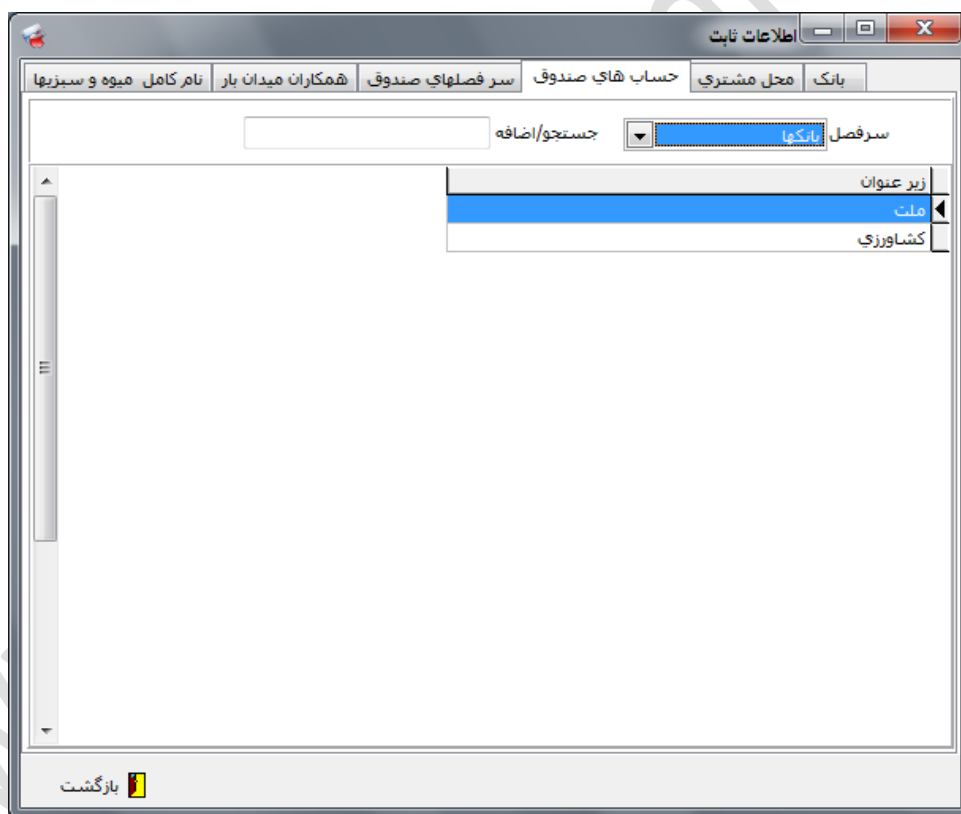 اطلاعات ثابت
بانک محل مشتري حساب هاي صندوق سر فصلهاي صندوق همکاران ميدان بار نام کامل ميوه و سبزيها
سرفصل بانکها جستجو/اضافه
زير عنوان
ملت
کشاورزي
بازگشت